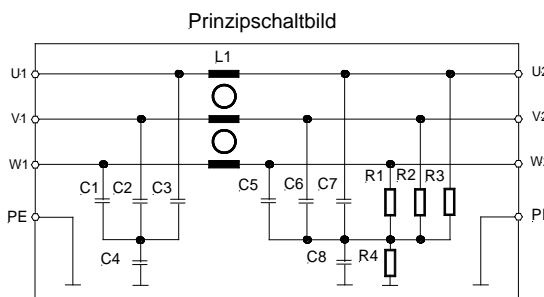 Prinzipschaltbild
L1
U1 U2
V1 V2
W1
C1 C2 C3 C5 C6 C7 R1 R2 R3
PE
C4 C8 R4